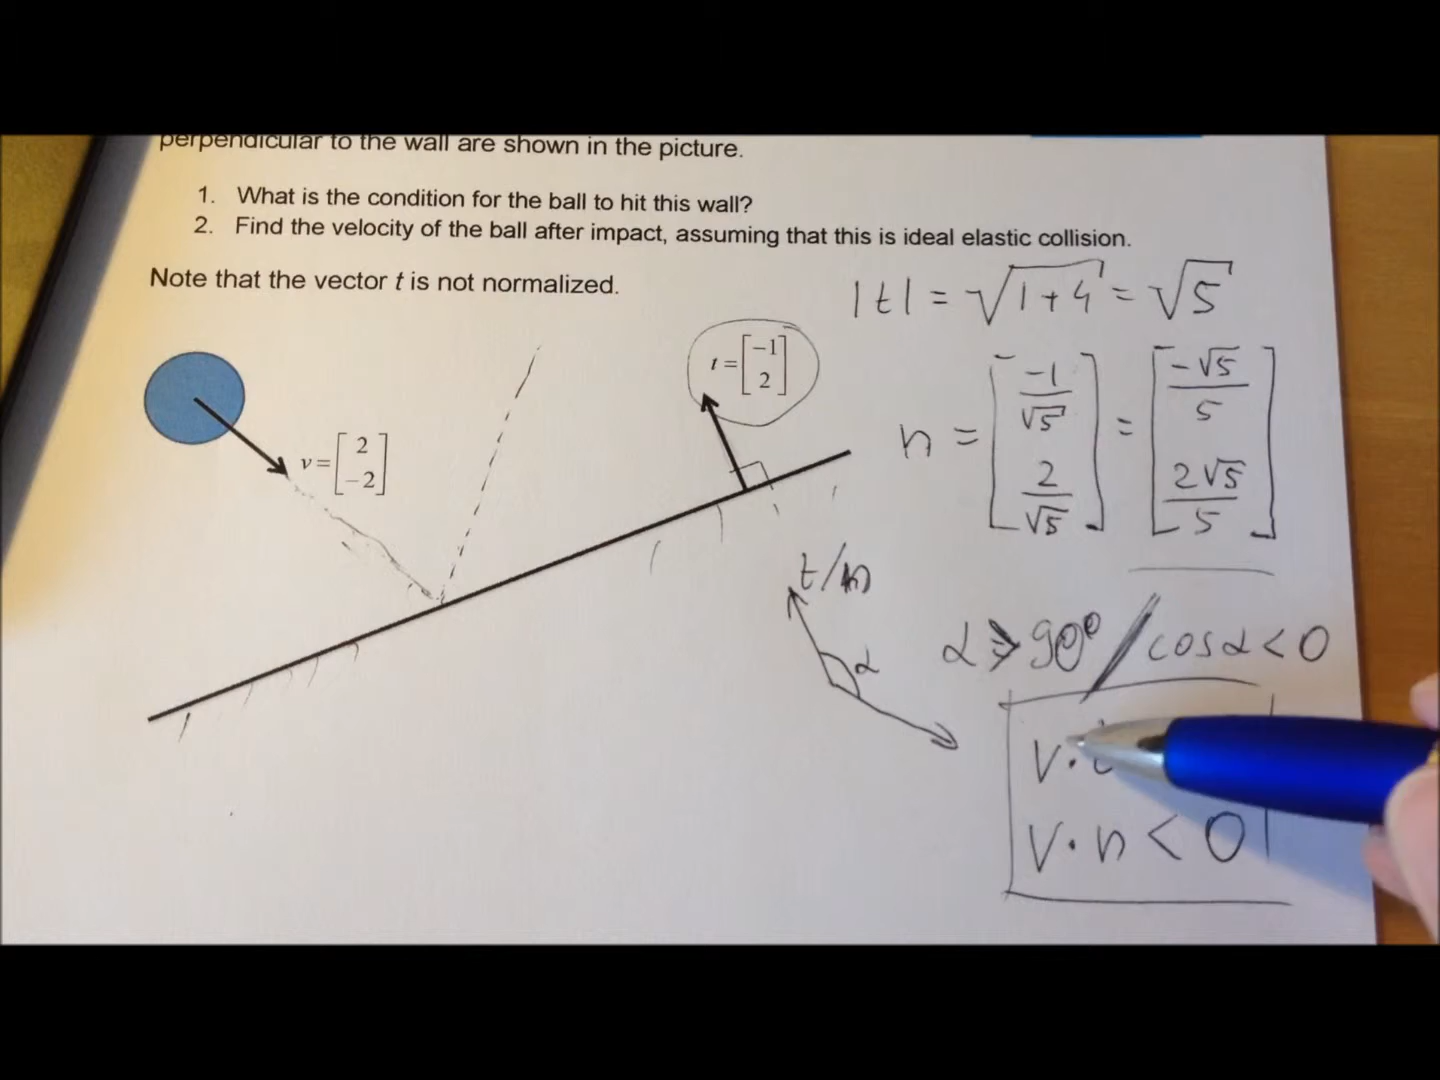 perpendicular to the wall are shown in the picture.
1. What is the condition for the ball to hit this wall?
2. Find the velocity of the ball after impact, assuming that this is ideal elastic collision.
Note that the vector t is not normalized.
|t| = √(1+4) = √5
t = [-1 2]
v = [2 -2]
n = [-1/√5 2/√5] = [-√5/5 2√5/5]
t/n
α
α > 90° / cosα < 0
V·
V·n < 0